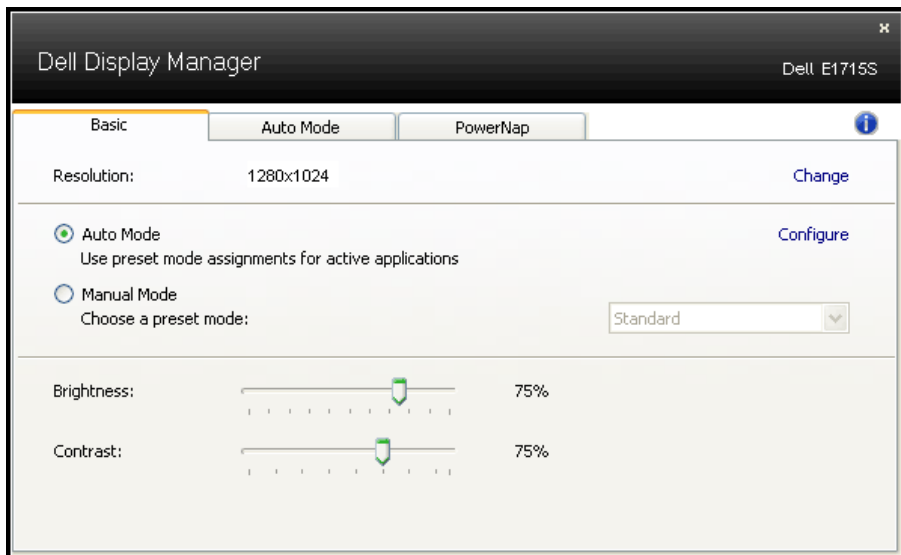 Dell Display Manager
Dell E1715S
Basic
Auto Mode
PowerNap
Resolution:
1280x1024
Change
Auto Mode
Configure
Use preset mode assignments for active applications
Manual Mode
Choose a preset mode:
Standard
Brightness:
75%
Contrast:
75%